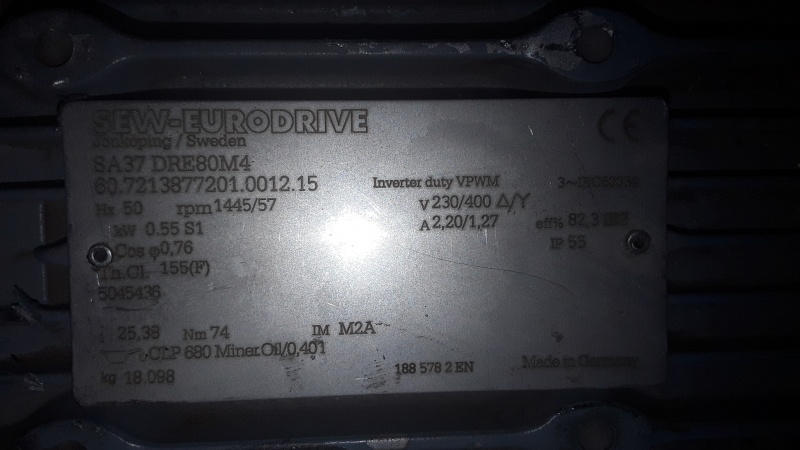 SEW-EURODRIVE
Jönköping / Sweden
SA37 DRE80M4
60.7213877201.0012.15 Inverter duty VPWM 3~IEC60034
Hz 50 rpm 1445/57 V 230/400 Δ/Y
kW 0.55 S1 A 2,20/1,27 eff% 82,3
Cos φ 0,76 IP 55
Th.Cl. 155(F)
5045436
i 25,38 Nm 74 IM M2A
CLP 680 Miner.Oil/0,40l
kg 18.098 188 578 2 EN Made in Germany
CE